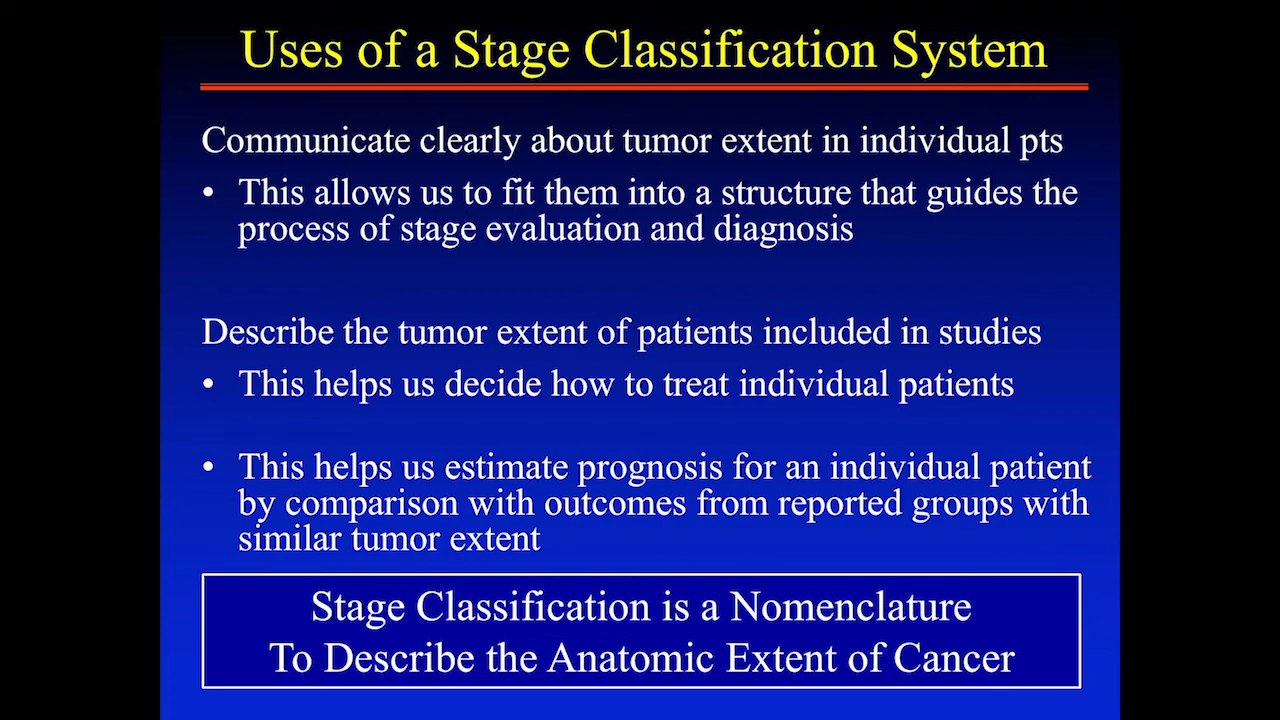 Uses of a Stage Classification System
Communicate clearly about tumor extent in individual pts
• This allows us to fit them into a structure that guides the
process of stage evaluation and diagnosis
Describe the tumor extent of patients included in studies
• This helps us decide how to treat individual patients
• This helps us estimate prognosis for an individual patient
by comparison with outcomes from reported groups with
similar tumor extent
Stage Classification is a Nomenclature
To Describe the Anatomic Extent of Cancer